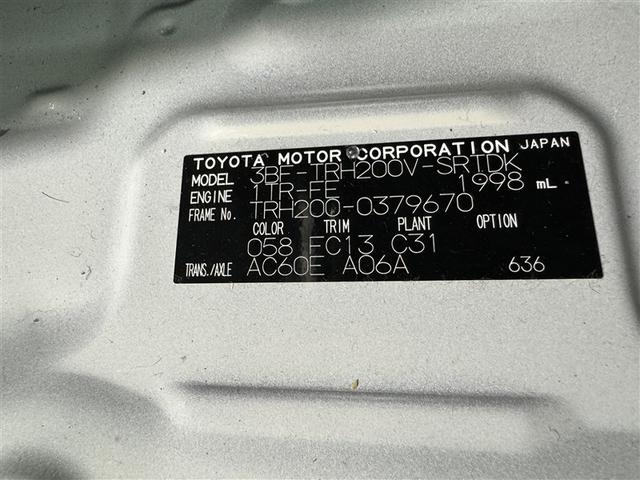 TOYOTA MOTOR CORPORATION JAPAN
MODEL 3BF-TRH200V-SRTDK
ENGINE 1TR-FE 1998 mL
FRAME No. TRH200-0379670
COLOR TRIM PLANT OPTION
058 FC13 C31
TRANS./AXLE AC60E A06A 636